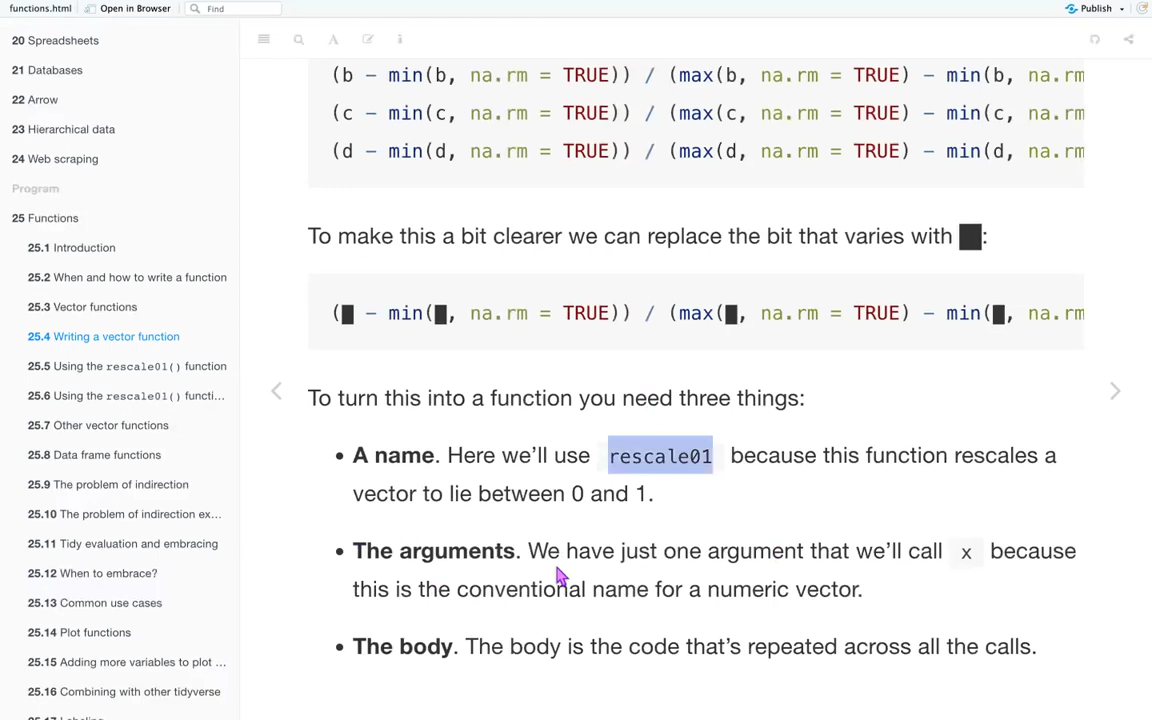 functions.html
Open in Browser
Find
Publish
20 Spreadsheets
21 Databases
22 Arrow
23 Hierarchical data
24 Web scraping
Program
25 Functions
25.1 Introduction
25.2 When and how to write a function
25.3 Vector functions
25.4 Writing a vector function
25.5 Using the rescale01() function
25.6 Using the rescale01() functi...
25.7 Other vector functions
25.8 Data frame functions
25.9 The problem of indirection
25.10 The problem of indirection ex...
25.11 Tidy evaluation and embracing
25.12 When to embrace?
25.13 Common use cases
25.14 Plot functions
25.15 Adding more variables to plot ...
25.16 Combining with other tidyverse
25.17 Labeling
(b - min(b, na.rm = TRUE)) / (max(b, na.rm = TRUE) - min(b, na.rm
(c - min(c, na.rm = TRUE)) / (max(c, na.rm = TRUE) - min(c, na.rm
(d - min(d, na.rm = TRUE)) / (max(d, na.rm = TRUE) - min(d, na.rm
To make this a bit clearer we can replace the bit that varies with █:
(█ - min(█, na.rm = TRUE)) / (max(█, na.rm = TRUE) - min(█, na.rm
To turn this into a function you need three things:
• A name. Here we’ll use rescale01 because this function rescales a
vector to lie between 0 and 1.
• The arguments. We have just one argument that we’ll call x because
this is the conventional name for a numeric vector.
• The body. The body is the code that’s repeated across all the calls.